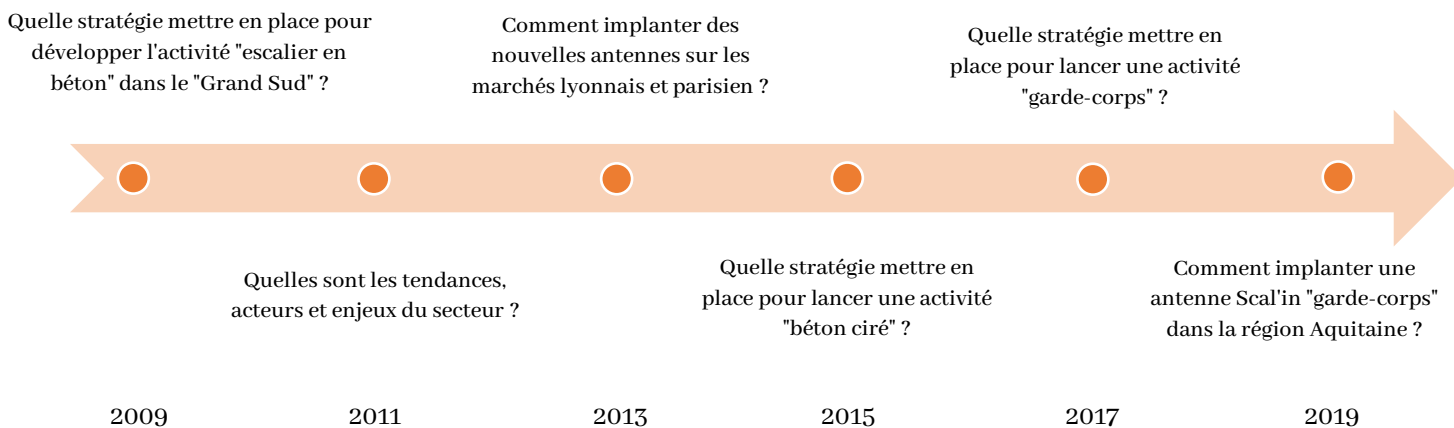 Quelle stratégie mettre en place pour
développer l'activité "escalier en
béton" dans le "Grand Sud" ?
Comment implanter des
nouvelles antennes sur les
marchés lyonnais et parisien ?
Quelle stratégie mettre en
place pour lancer une activité
"garde-corps" ?
Quelles sont les tendances,
acteurs et enjeux du secteur ?
Quelle stratégie mettre en
place pour lancer une activité
"béton ciré" ?
Comment implanter une
antenne Scal'in "garde-corps"
dans la région Aquitaine ?
2009
2011
2013
2015
2017
2019